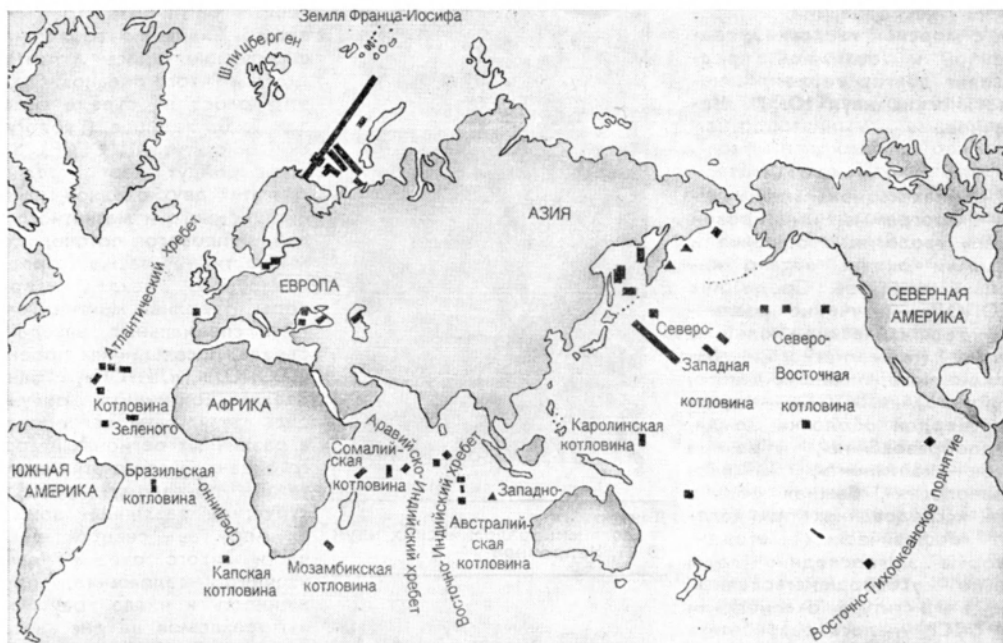 Земля Франца-Иосифа
Шпицберген
АЗИЯ
ЕВРОПА
СЕВЕРНАЯ
АМЕРИКА
Атлантический хребет
Северо-
Западная
котловина
Северо-
Восточная
котловина
Котловина
Зеленого
АФРИКА
Аравийско-Индийский хребет
Сомалий-
ская
котловина
Каролинская
котловина
ЮЖНАЯ
АМЕРИКА
Бразильская
котловина
Срединно-
Восточно-Индийский хребет
Западно-
Австралий-
ская
котловина
Капская
котловина
Мозамбикская
котловина
Восточно-
Тихоокеанское поднятие